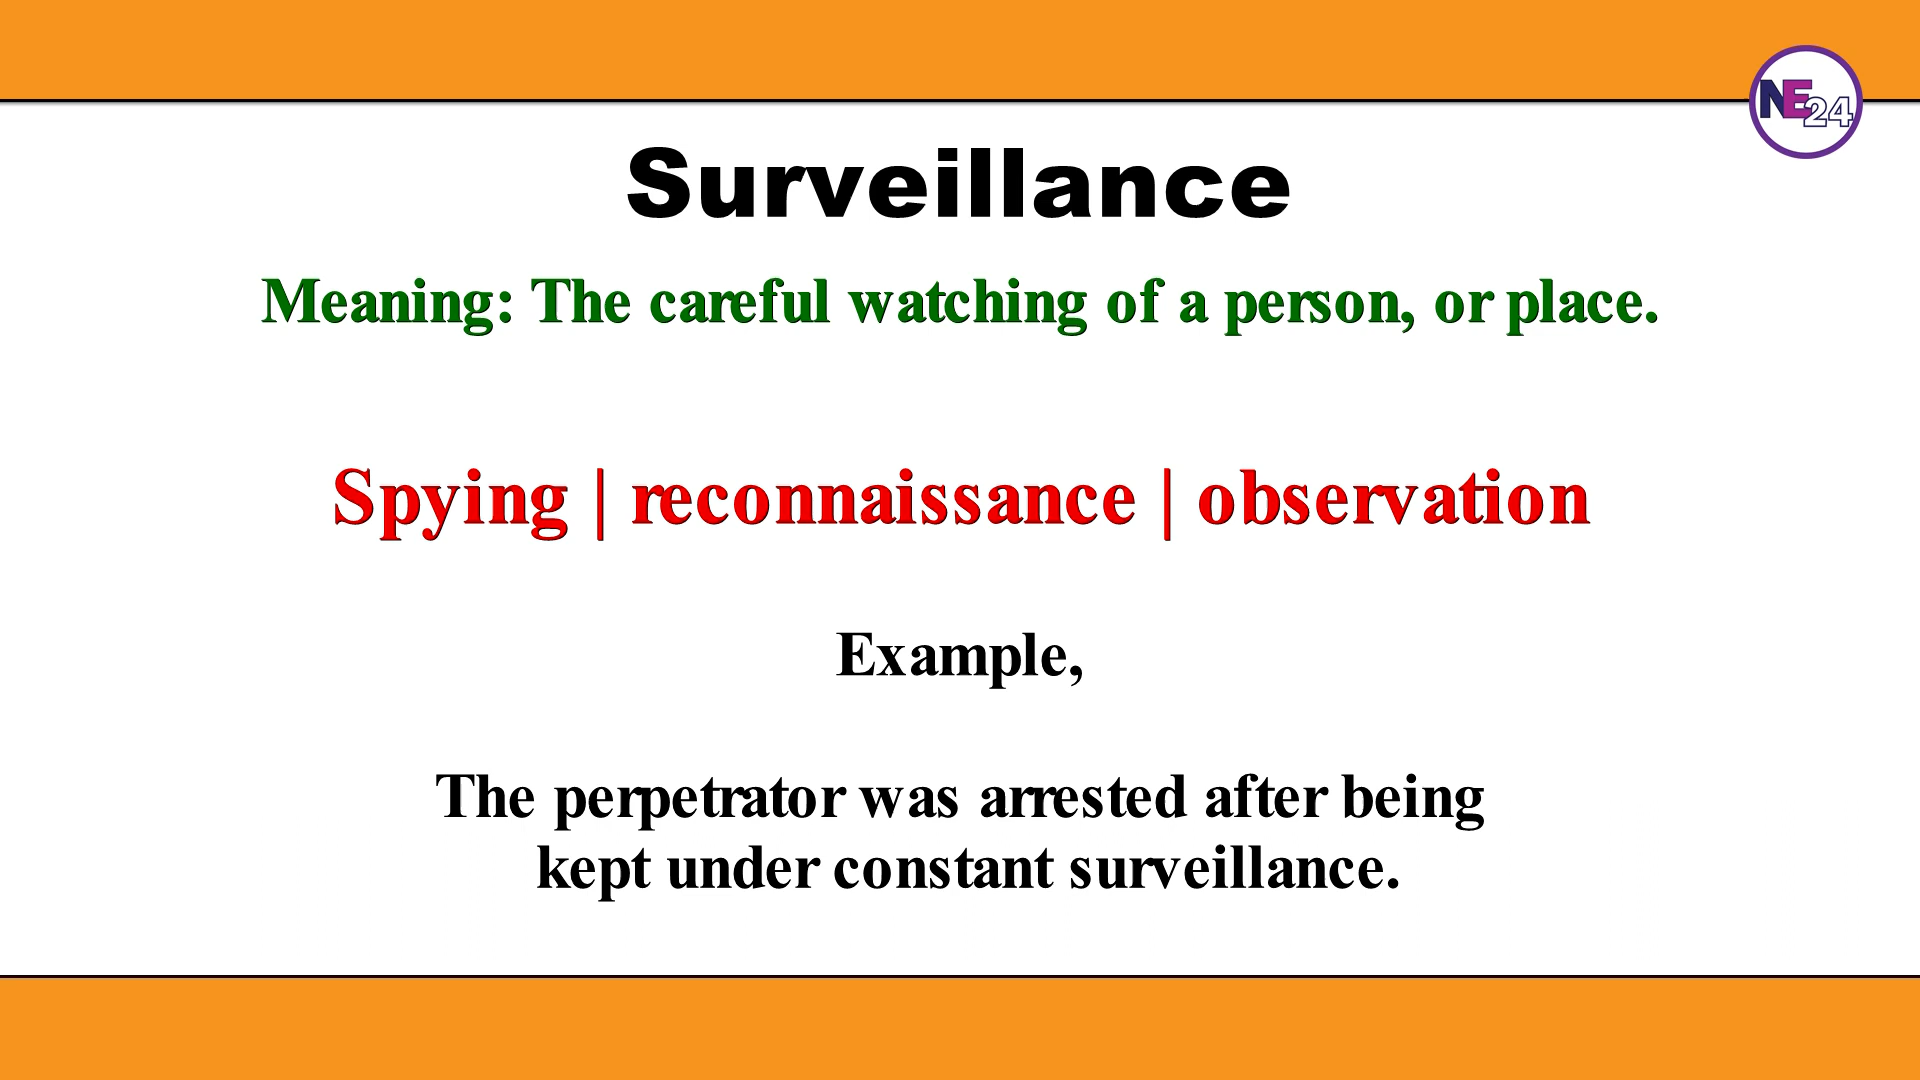 NE24
Surveillance
Meaning: The careful watching of a person, or place.
Spying | reconnaissance | observation
Example,
The perpetrator was arrested after being
kept under constant surveillance.